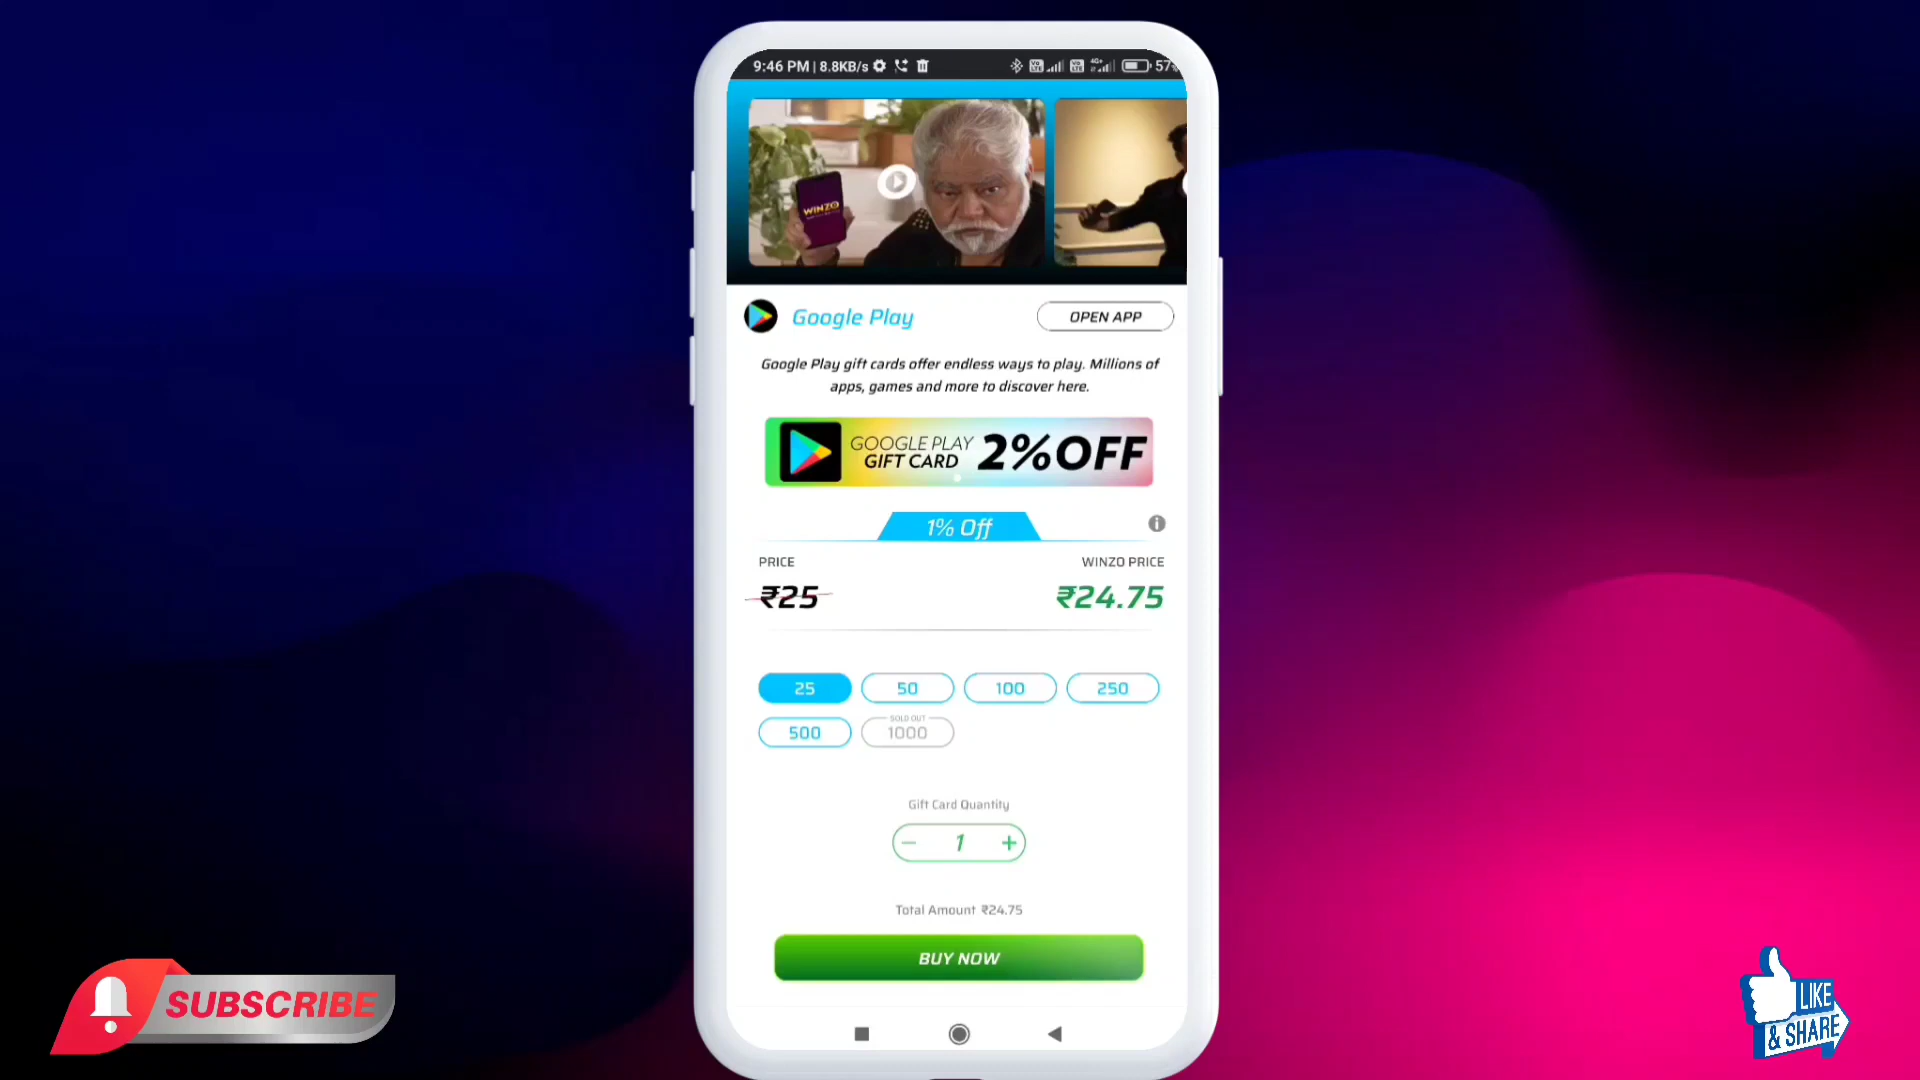 9:46 PM | 8.8KB/s
57
WINZO
Google Play
OPEN APP
Google Play gift cards offer endless ways to play. Millions of
apps, games and more to discover here.
GOOGLE PLAY
GIFT CARD
2%OFF
1% Off
PRICE
WINZO PRICE
₹25
₹24.75
25
50
100
250
500
SOLD OUT
1000
Gift Card Quantity
− 1 +
Total Amount ₹24.75
BUY NOW
SUBSCRIBE
LIKE
& SHARE